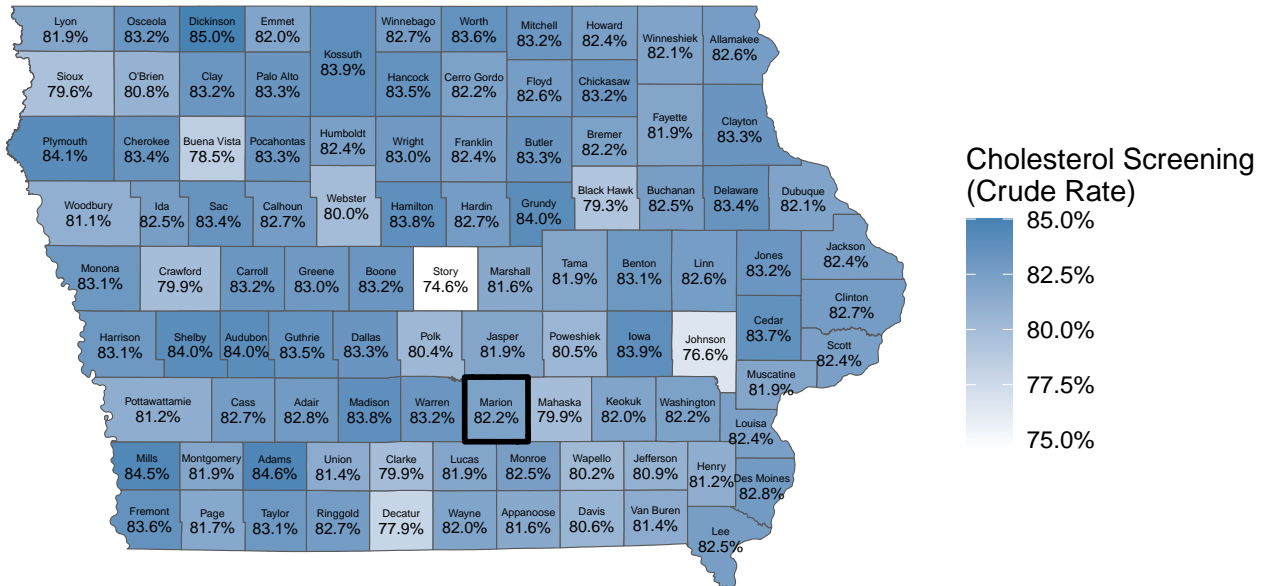 Lyon
81.9%
Osceola
83.2%
Dickinson
85.0%
Emmet
82.0%
Winnebago
82.7%
Worth
83.6%
Mitchell
83.2%
Howard
82.4%
Winneshiek
82.1%
Allamakee
82.6%
Kossuth
83.9%
Sioux
79.6%
O'Brien
80.8%
Clay
83.2%
Palo Alto
83.3%
Hancock
83.5%
Cerro Gordo
82.2%
Floyd
82.6%
Chickasaw
83.2%
Fayette
81.9%
Clayton
83.3%
Plymouth
84.1%
Cherokee
83.4%
Buena Vista
78.5%
Pocahontas
83.3%
Humboldt
82.4%
Wright
83.0%
Franklin
82.4%
Butler
83.3%
Bremer
82.2%
Woodbury
81.1%
Ida
82.5%
Sac
83.4%
Calhoun
82.7%
Webster
80.0%
Hamilton
83.8%
Hardin
82.7%
Grundy
84.0%
Black Hawk
79.3%
Buchanan
82.5%
Delaware
83.4%
Dubuque
82.1%
Monona
83.1%
Crawford
79.9%
Carroll
83.2%
Greene
83.0%
Boone
83.2%
Story
74.6%
Marshall
81.6%
Tama
81.9%
Benton
83.1%
Linn
82.6%
Jones
83.2%
Jackson
82.4%
Clinton
82.7%
Harrison
83.1%
Shelby
84.0%
Audubon
84.0%
Guthrie
83.5%
Dallas
83.3%
Polk
80.4%
Jasper
81.9%
Poweshiek
80.5%
Iowa
83.9%
Johnson
76.6%
Cedar
83.7%
Scott
82.4%
Muscatine
81.9%
Pottawattamie
81.2%
Cass
82.7%
Adair
82.8%
Madison
83.8%
Warren
83.2%
Marion
82.2%
Mahaska
79.9%
Keokuk
82.0%
Washington
82.2%
Louisa
82.4%
Mills
84.5%
Montgomery
81.9%
Adams
84.6%
Union
81.4%
Clarke
79.9%
Lucas
81.9%
Monroe
82.5%
Wapello
80.2%
Jefferson
80.9%
Henry
81.2%
Des Moines
82.8%
Fremont
83.6%
Page
81.7%
Taylor
83.1%
Ringgold
82.7%
Decatur
77.9%
Wayne
82.0%
Appanoose
81.6%
Davis
80.6%
Van Buren
81.4%
Lee
82.5%
Cholesterol Screening
(Crude Rate)
85.0%
82.5%
80.0%
77.5%
75.0%